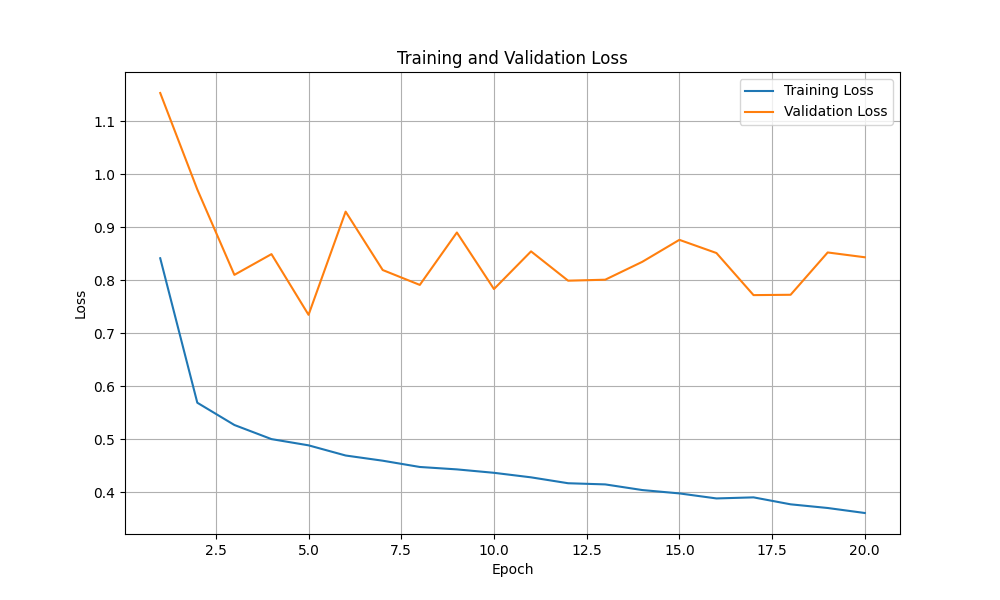 Training and Validation Loss
Training Loss
Validation Loss
1.1
1.0
0.9
0.8
0.7
0.6
0.5
0.4
Loss
2.5 5.0 7.5 10.0 12.5 15.0 17.5 20.0
Epoch